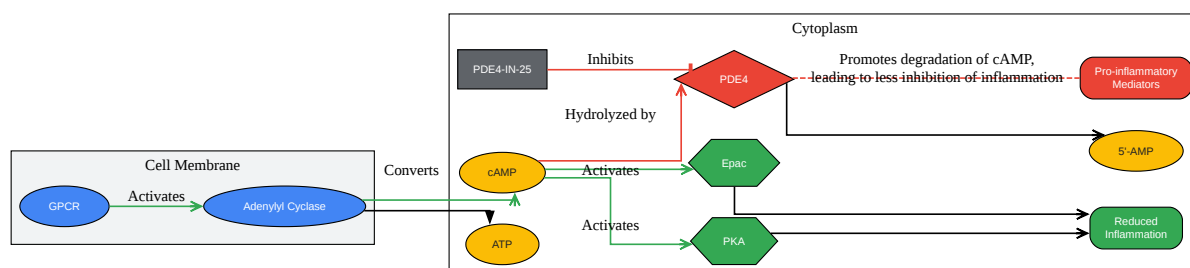 Cytoplasm
PDE4-IN-25
Inhibits
PDE4
Promotes degradation of cAMP,
leading to less inhibition of inflammation
Pro-inflammatory
Mediators
Hydrolyzed by
5'-AMP
Cell Membrane
Converts
cAMP
Activates
Epac
GPCR
Activates
Adenylyl Cyclase
Activates
ATP
PKA
Reduced
Inflammation